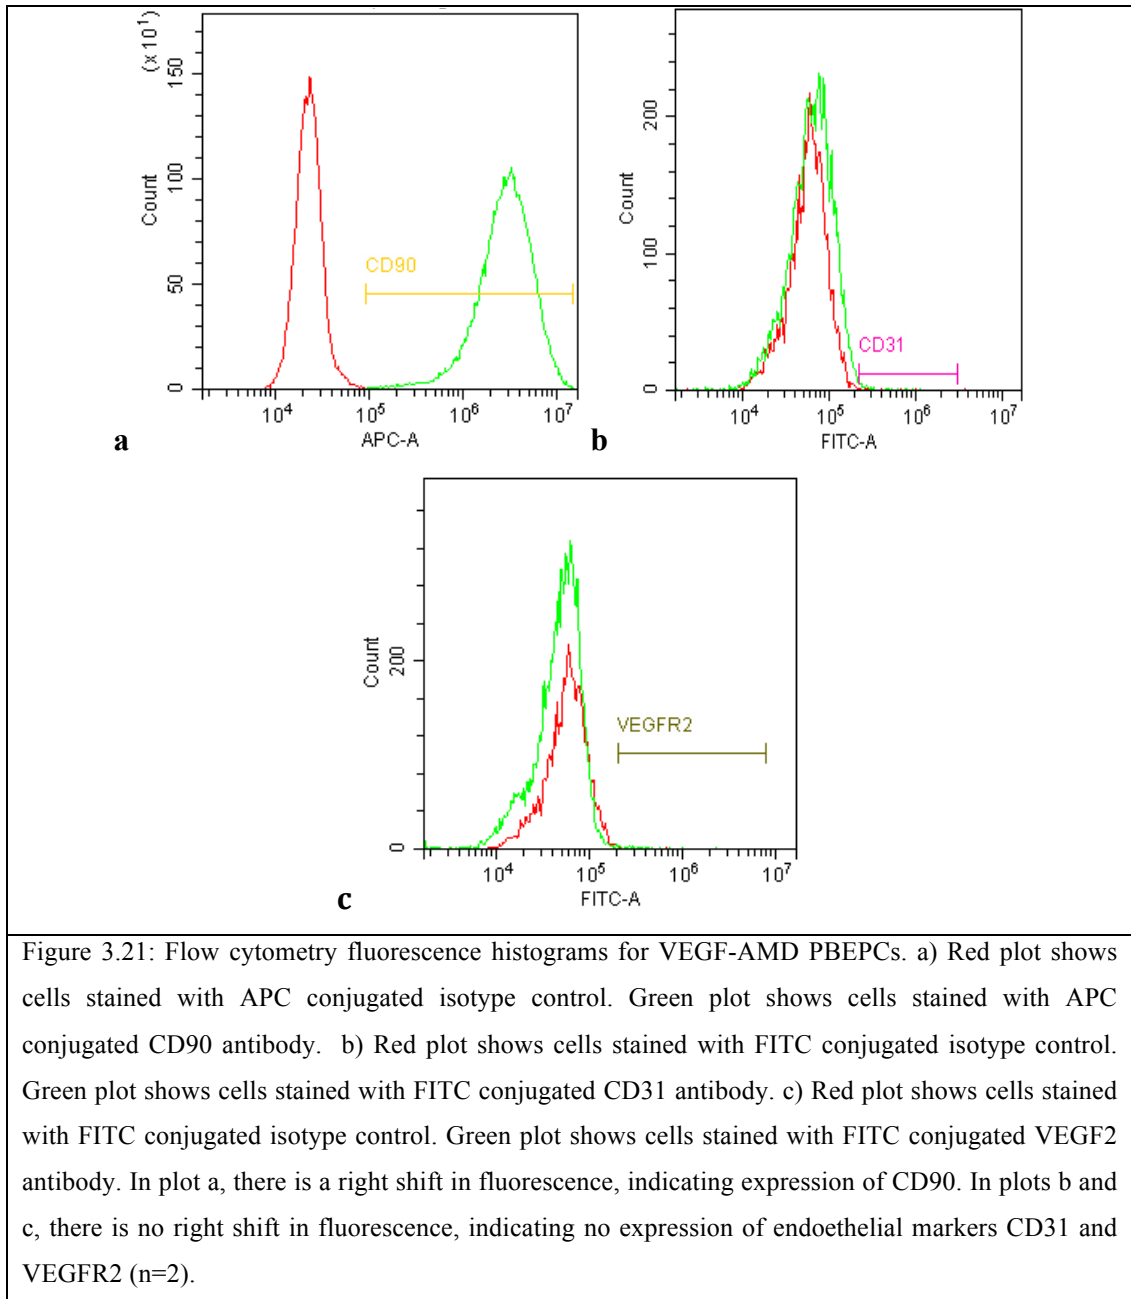 (x 10¹)
150
100
50
0
Count
CD90
10⁴ 10⁵ 10⁶ 10⁷
APC-A
a
200
100
0
Count
CD31
10⁴ 10⁵ 10⁶ 10⁷
FITC-A
b
200
0
Count
VEGFR2
10⁴ 10⁵ 10⁶ 10⁷
FITC-A
c
Figure 3.21: Flow cytometry fluorescence histograms for VEGF-AMD PBEPCs. a) Red plot shows
cells stained with APC conjugated isotype control. Green plot shows cells stained with APC
conjugated CD90 antibody. b) Red plot shows cells stained with FITC conjugated isotype control.
Green plot shows cells stained with FITC conjugated CD31 antibody. c) Red plot shows cells stained
with FITC conjugated isotype control. Green plot shows cells stained with FITC conjugated VEGF2
antibody. In plot a, there is a right shift in fluorescence, indicating expression of CD90. In plots b and
c, there is no right shift in fluorescence, indicating no expression of endoethelial markers CD31 and
VEGFR2 (n=2).